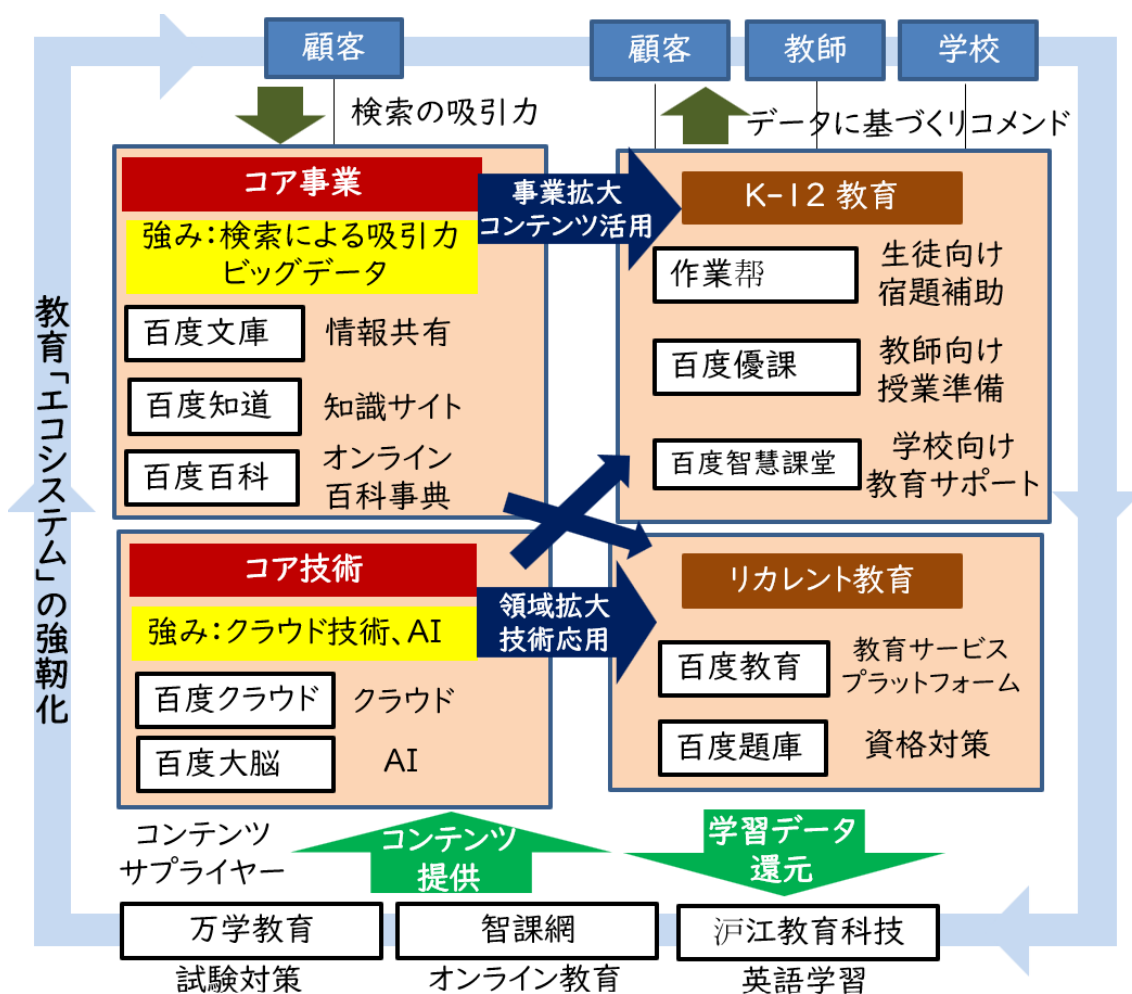 顧客
顧客
教師
学校
検索の吸引力
データに基づくリコメンド
コア事業
強み：検索による吸引力
ビッグデータ
百度文庫
情報共有
百度知道
知識サイト
百度百科
オンライン
百科事典
事業拡大
コンテンツ活用
K-12教育
作業帮
生徒向け
宿題補助
百度優課
教師向け
授業準備
百度智慧課堂
学校向け
教育サポート
教育「エコシステム」の強靭化
コア技術
強み：クラウド技術、AI
百度クラウド
クラウド
百度大脳
AI
領域拡大
技術応用
リカレント教育
百度教育
教育サービス
プラットフォーム
百度題庫
資格対策
コンテンツ
サプライヤー
コンテンツ
提供
学習データ
還元
万学教育
試験対策
智課網
オンライン教育
沪江教育科技
英語学習